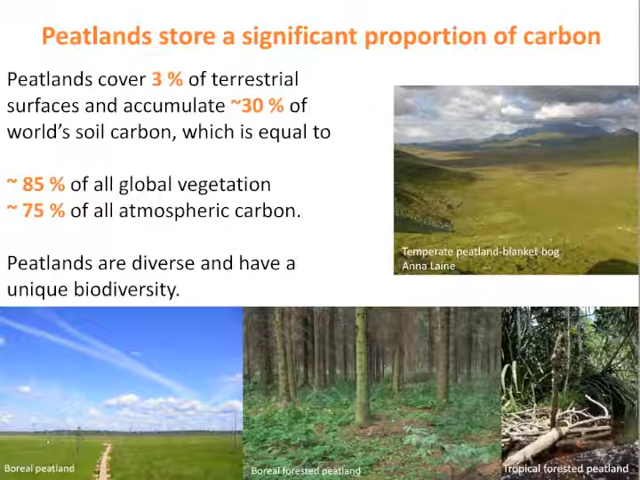 Peatlands store a significant proportion of carbon
Peatlands cover 3 % of terrestrial
surfaces and accumulate ~30 % of
world's soil carbon, which is equal to
~ 85 % of all global vegetation
~ 75 % of all atmospheric carbon.
Peatlands are diverse and have a
unique biodiversity.
Temperate peatland-blanket bog
Anna Laine
Boreal peatland
Boreal forested peatland
Tropical forested peatland